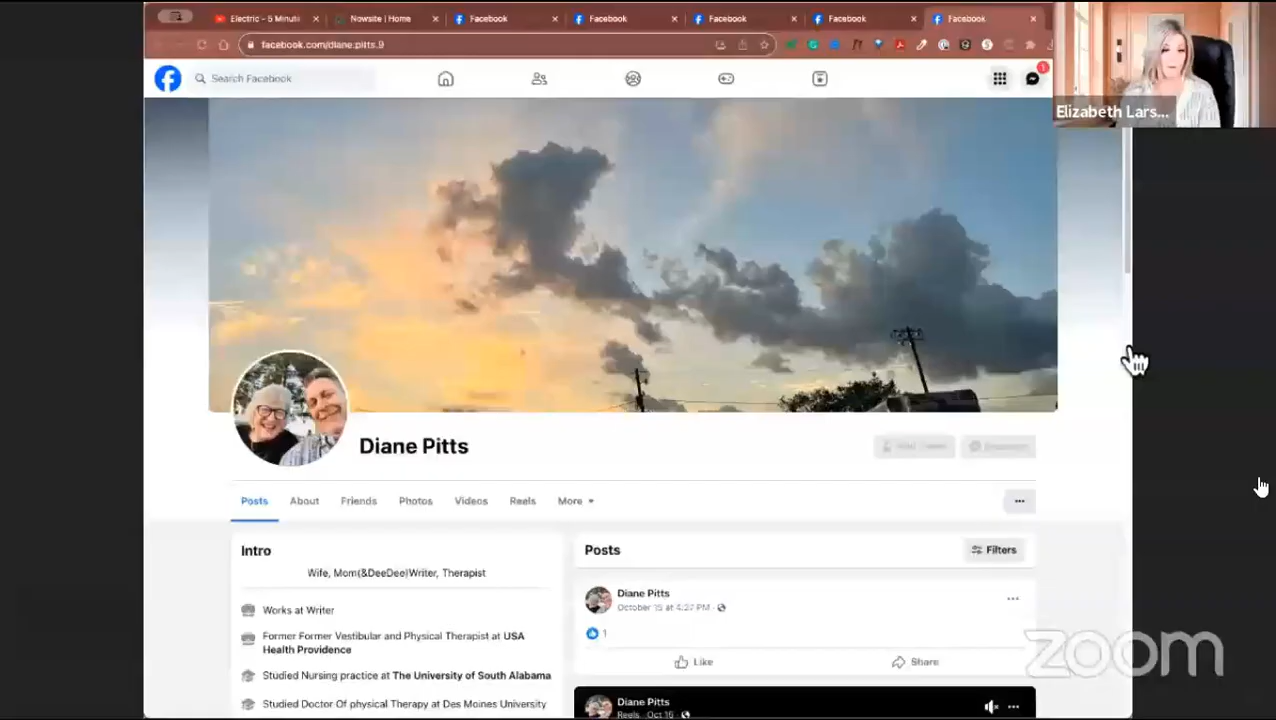 Electric - 5 Minut
Nowsite | Home
Facebook
Facebook
Facebook
Facebook
Facebook
facebook.com/diane.pitts.9
Search Facebook
1
Elizabeth Lars...
Diane Pitts
Posts
About
Friends
Photos
Videos
Reels
More
Intro
Wife, Mom(&DeeDee)Writer, Therapist
Works at Writer
Former Former Vestibular and Physical Therapist at USA
Health Providence
Studied Nursing practice at The University of South Alabama
Studied Doctor Of physical Therapy at Des Moines University
Posts
Filters
Diane Pitts
October 15 at 4:27 PM
1
Like
Share
Diane Pitts
Reels
zoom